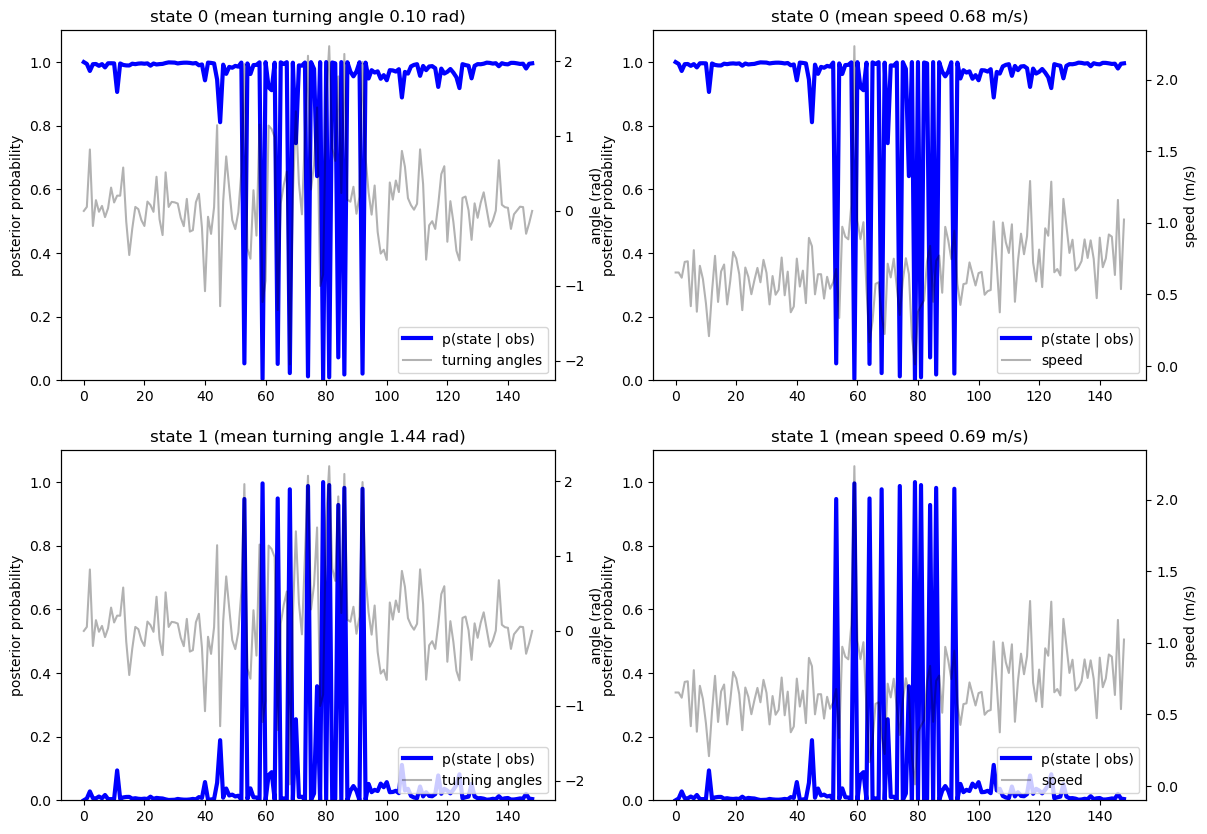 state 0 (mean turning angle 0.10 rad)
posterior probability
1.0
0.8
0.6
0.4
0.2
0.0
2
1
0
−1
−2
angle (rad)
p(state | obs)
turning angles
0 20 40 60 80 100 120 140
state 0 (mean speed 0.68 m/s)
posterior probability
1.0
0.8
0.6
0.4
0.2
0.0
2.0
1.5
1.0
0.5
0.0
speed (m/s)
p(state | obs)
speed
0 20 40 60 80 100 120 140
state 1 (mean turning angle 1.44 rad)
posterior probability
1.0
0.8
0.6
0.4
0.2
0.0
2
1
0
−1
−2
angle (rad)
p(state | obs)
turning angles
0 20 40 60 80 100 120 140
state 1 (mean speed 0.69 m/s)
posterior probability
1.0
0.8
0.6
0.4
0.2
0.0
2.0
1.5
1.0
0.5
0.0
speed (m/s)
p(state | obs)
speed
0 20 40 60 80 100 120 140